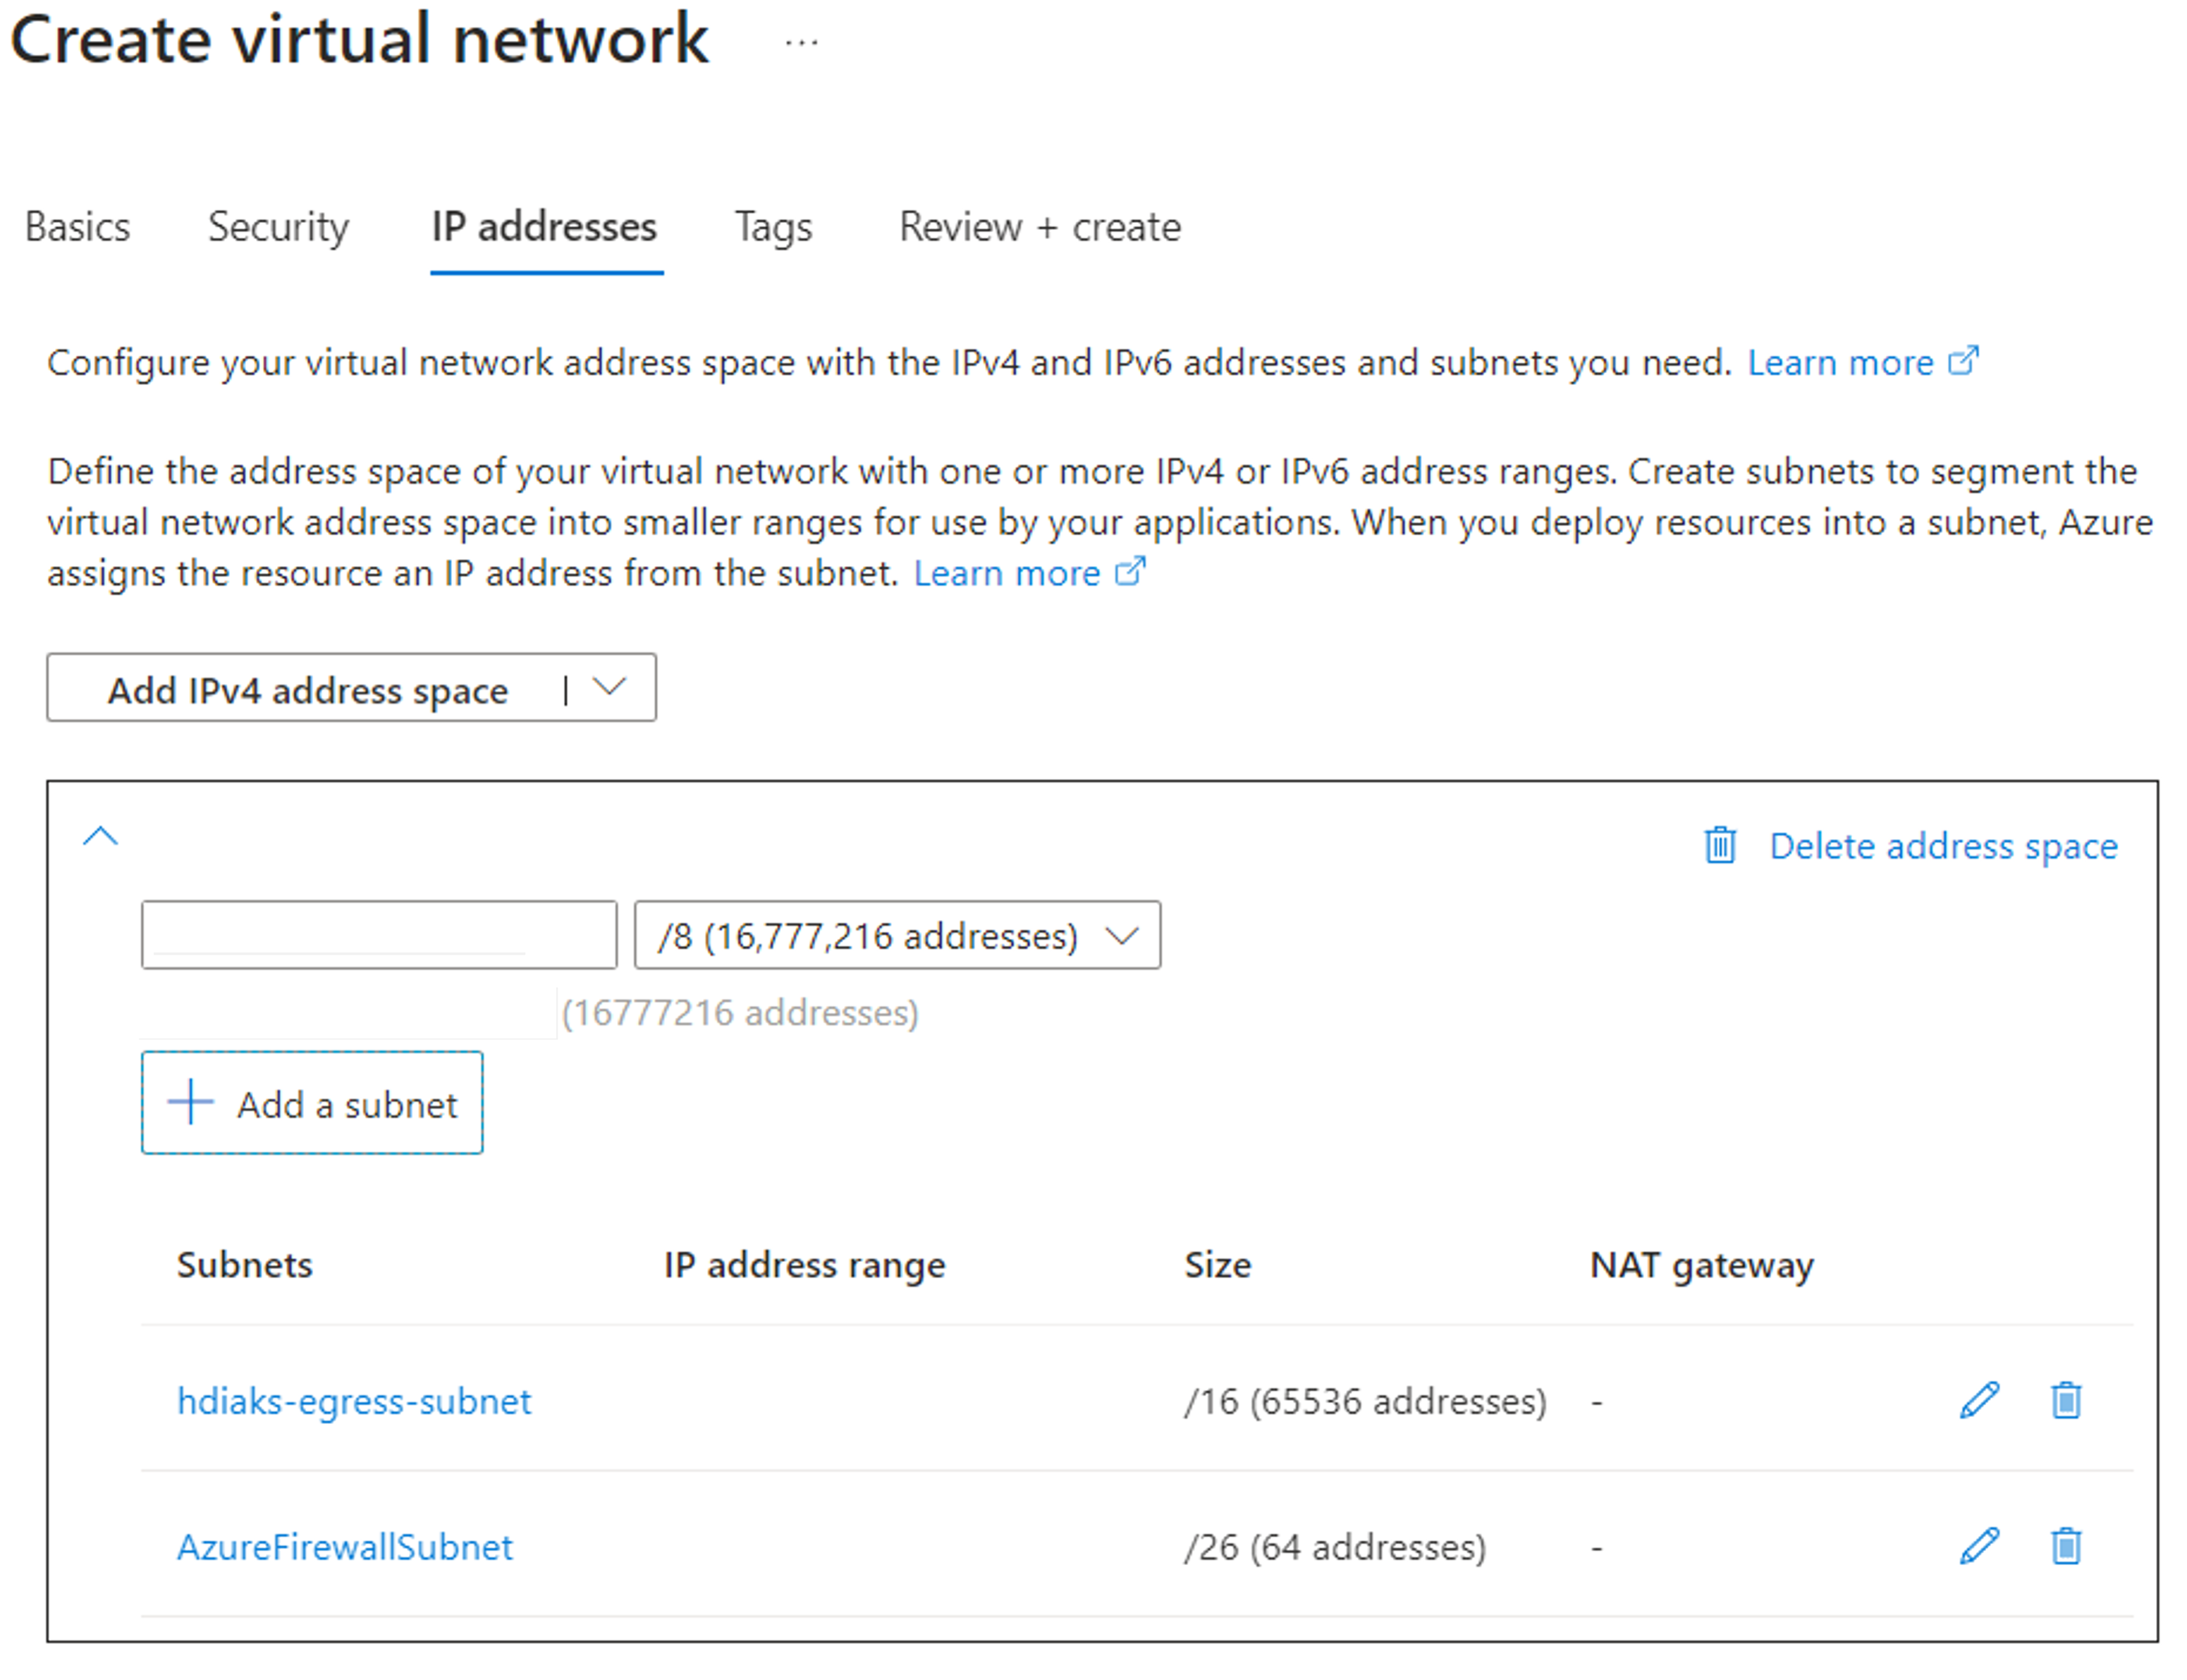 Create virtual network ...
Basics Security IP addresses Tags Review + create
Configure your virtual network address space with the IPv4 and IPv6 addresses and subnets you need. Learn more
Define the address space of your virtual network with one or more IPv4 or IPv6 address ranges. Create subnets to segment the
virtual network address space into smaller ranges for use by your applications. When you deploy resources into a subnet, Azure
assigns the resource an IP address from the subnet. Learn more
Add IPv4 address space |
Delete address space
/8 (16,777,216 addresses)
(16777216 addresses)
+ Add a subnet
Subnets IP address range Size NAT gateway
hdiaks-egress-subnet /16 (65536 addresses) -
AzureFirewallSubnet /26 (64 addresses) -